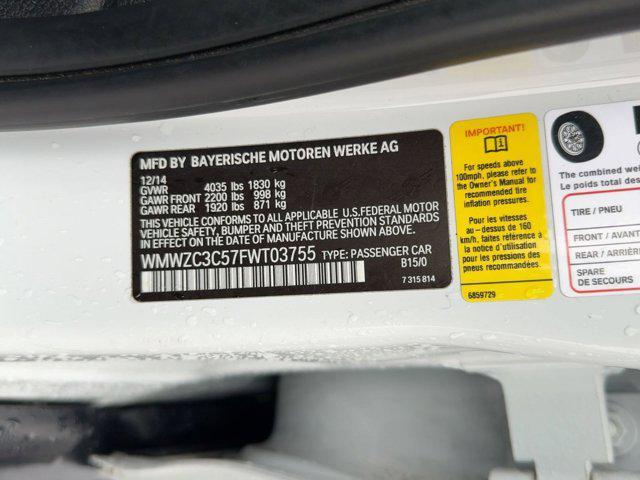 MFD BY BAYERISCHE MOTOREN WERKE AG
12/14
GVWR 4035 lbs 1830 kg
GAWR FRONT 2200 lbs 998 kg
GAWR REAR 1920 lbs 871 kg
THIS VEHICLE CONFORMS TO ALL APPLICABLE U.S.FEDERAL MOTOR
VEHICLE SAFETY, BUMPER AND THEFT PREVENTION STANDARDS
IN EFFECT ON THE DATE OF MANUFACTURE SHOWN ABOVE.
WMWZC3C57FWT03755 TYPE: PASSENGER CAR
B15/0
7 315 814
IMPORTANT!
For speeds above
100mph, please refer to
the Owner's Manual for
recommended tire
inflation pressures.
Pour les vitesses
au - dessus de 160
km/h, faites référence à
votre notice d'utilisation
pour les pressions des
pneus recommandés.
6859729
The combined wei
Le poids total de
TIRE / PNEU
FRONT / AVANT
REAR / ARRIÈRE
SPARE
DE SECOURS